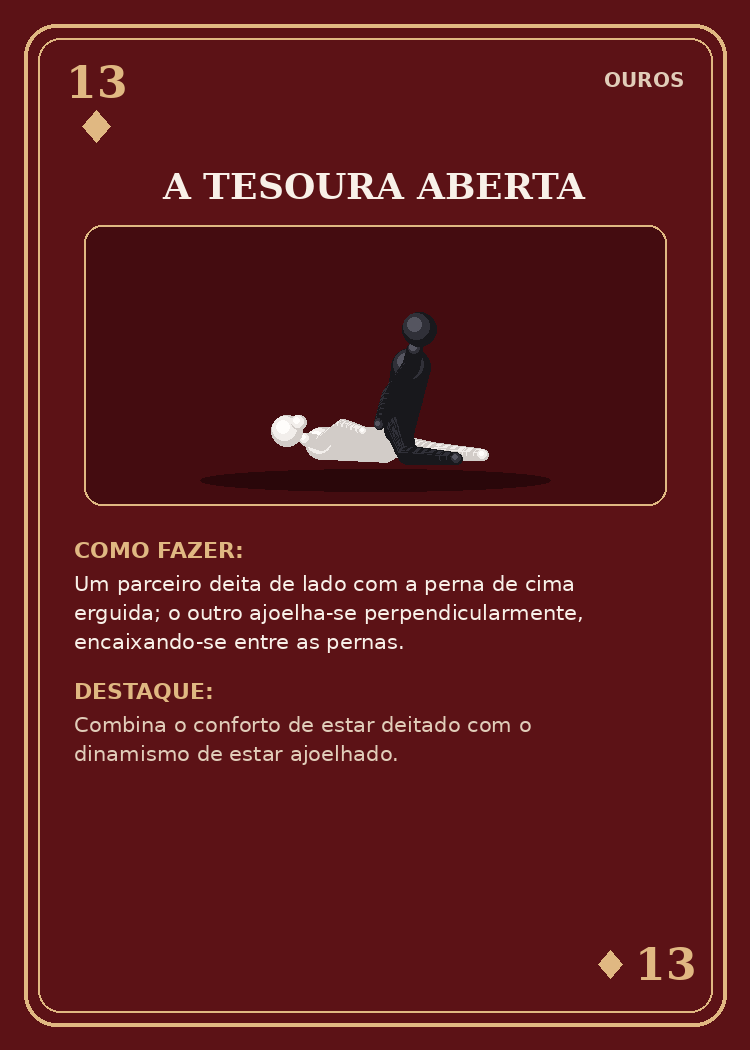 13
OUROS
A TESOURA ABERTA
COMO FAZER:
Um parceiro deita de lado com a perna de cima
erguida; o outro ajoelha-se perpendicularmente,
encaixando-se entre as pernas.
DESTAQUE:
Combina o conforto de estar deitado com o
dinamismo de estar ajoelhado.
13